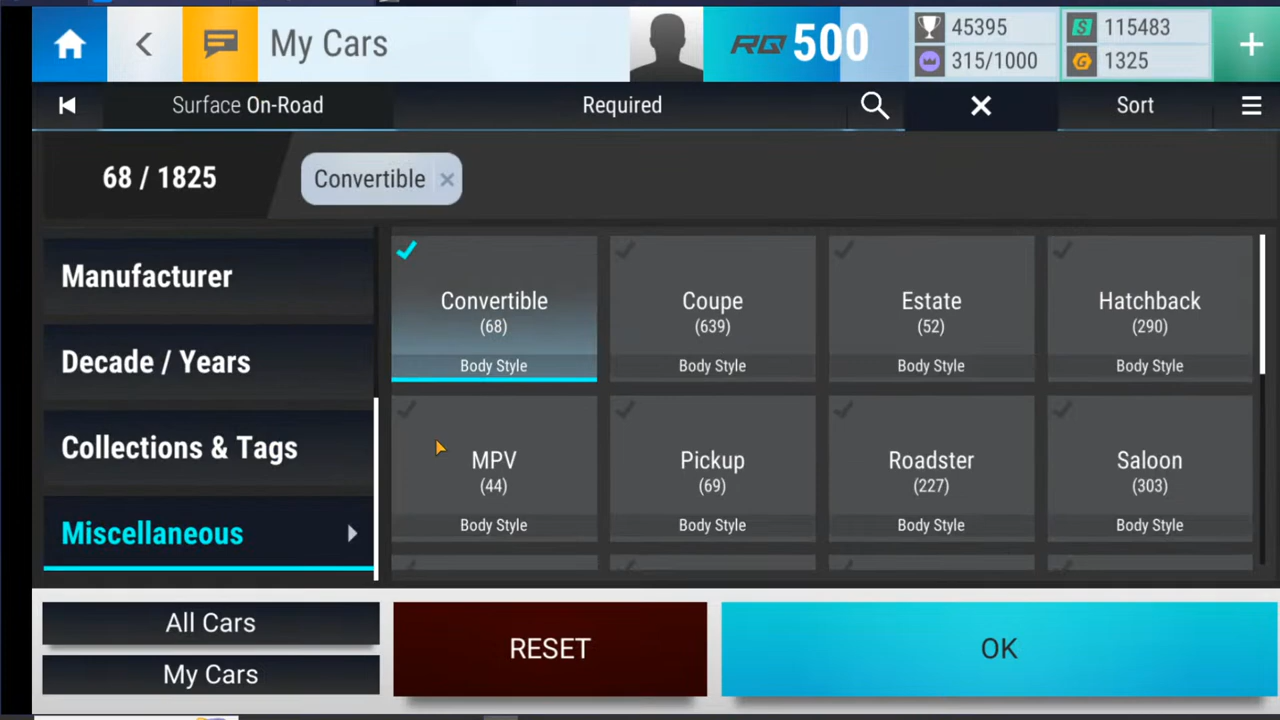 My Cars
RQ 500
45395
315/1000
S 115483
G 1325
+
Surface On-Road
Required
Sort
68 / 1825
Convertible ×
Manufacturer
Decade / Years
Collections & Tags
Miscellaneous
Convertible
(68)
Body Style
Coupe
(639)
Body Style
Estate
(52)
Body Style
Hatchback
(290)
Body Style
MPV
(44)
Body Style
Pickup
(69)
Body Style
Roadster
(227)
Body Style
Saloon
(303)
Body Style
All Cars
My Cars
RESET
OK